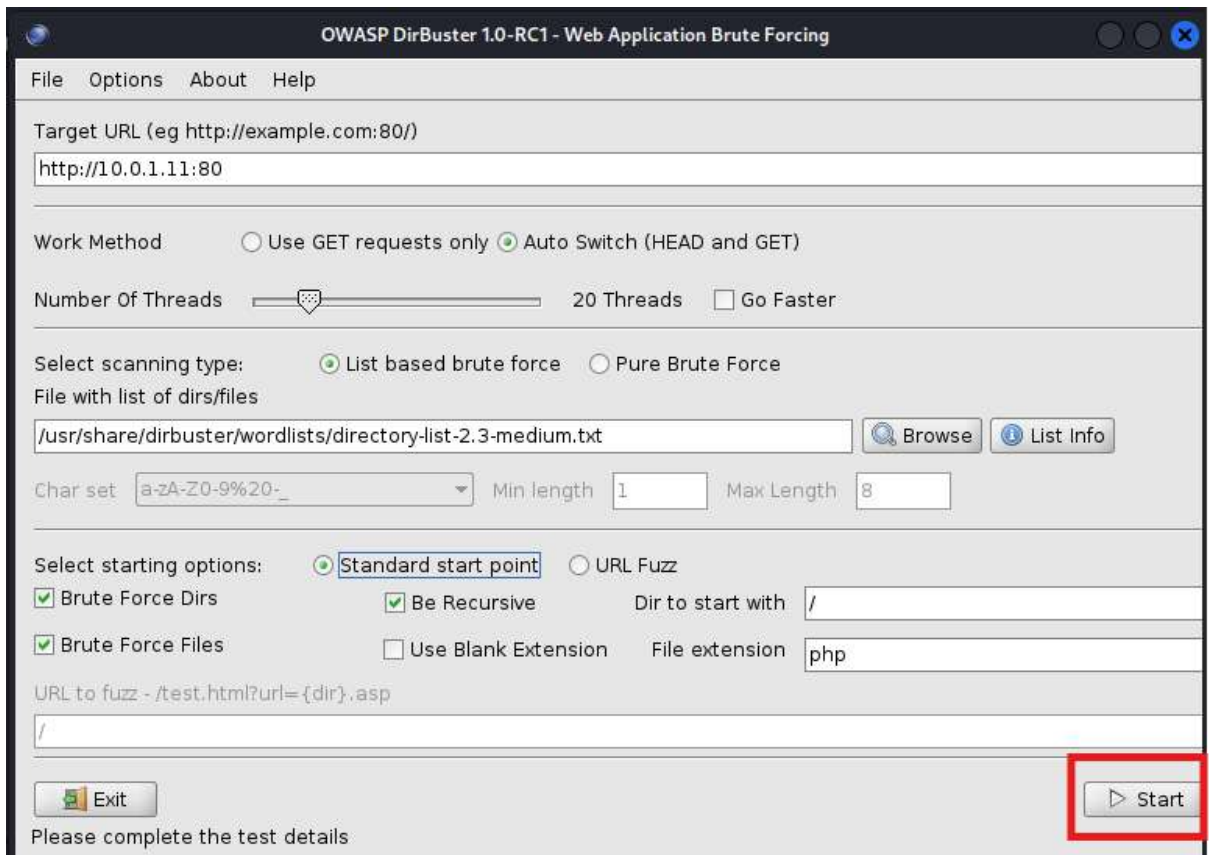 OWASP DirBuster 1.0-RC1 - Web Application Brute Forcing
File Options About Help
Target URL (eg http://example.com:80/)
http://10.0.1.11:80
Work Method Use GET requests only Auto Switch (HEAD and GET)
Number Of Threads 20 Threads Go Faster
Select scanning type: List based brute force Pure Brute Force
File with list of dirs/files
/usr/share/dirbuster/wordlists/directory-list-2.3-medium.txt Browse List Info
Char set a-zA-Z0-9%20-_ Min length 1 Max Length 8
Select starting options: Standard start point URL Fuzz
Brute Force Dirs Be Recursive Dir to start with /
Brute Force Files Use Blank Extension File extension php
URL to fuzz - /test.html?url={dir}.asp
/
Exit Start
Please complete the test details